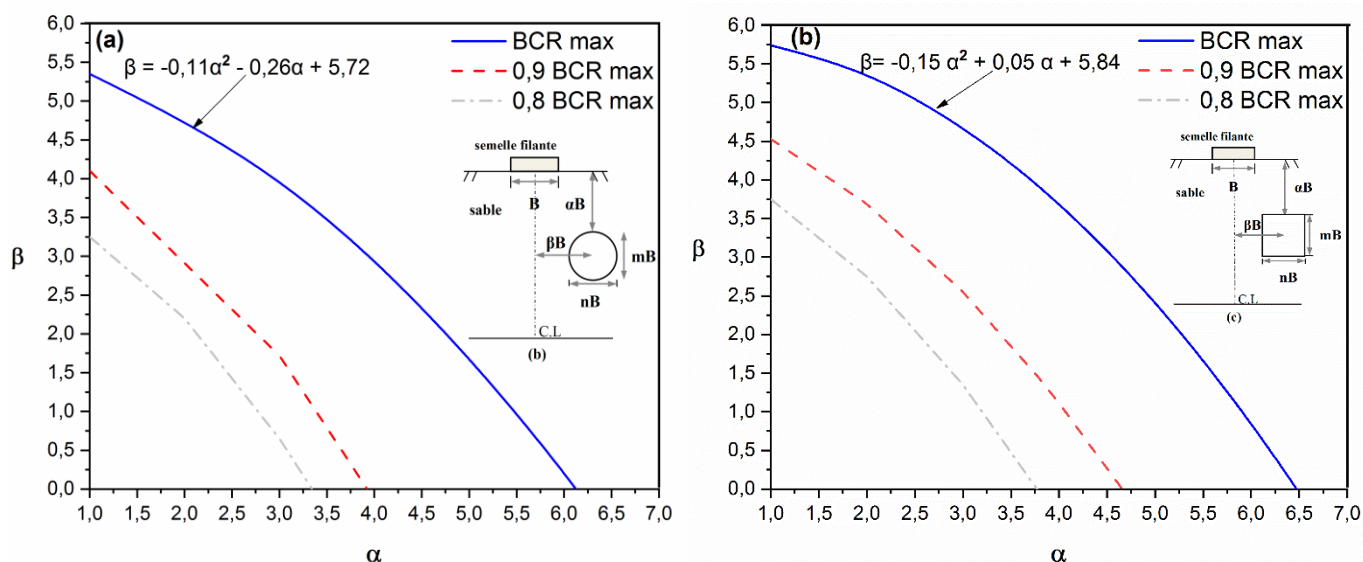 (a)
BCR max
0,9 BCR max
0,8 BCR max
β = -0,11α² - 0,26α + 5,72
semelle filante
sable
B
αB
βB
mB
nB
C.L
(b)
6,0
5,5
5,0
4,5
4,0
3,5
3,0
2,5
2,0
1,5
1,0
0,5
0,0
β
1,0 1,5 2,0 2,5 3,0 3,5 4,0 4,5 5,0 5,5 6,0 6,5 7,0
α
(b)
BCR max
0,9 BCR max
0,8 BCR max
β= -0,15 α² + 0,05 α + 5,84
semelle filante
sable
B
αB
βB
mB
nB
C.L
(c)
6,0
5,5
5,0
4,5
4,0
3,5
3,0
2,5
2,0
1,5
1,0
0,5
0,0
1,0 1,5 2,0 2,5 3,0 3,5 4,0 4,5 5,0 5,5 6,0 6,5 7,0
α